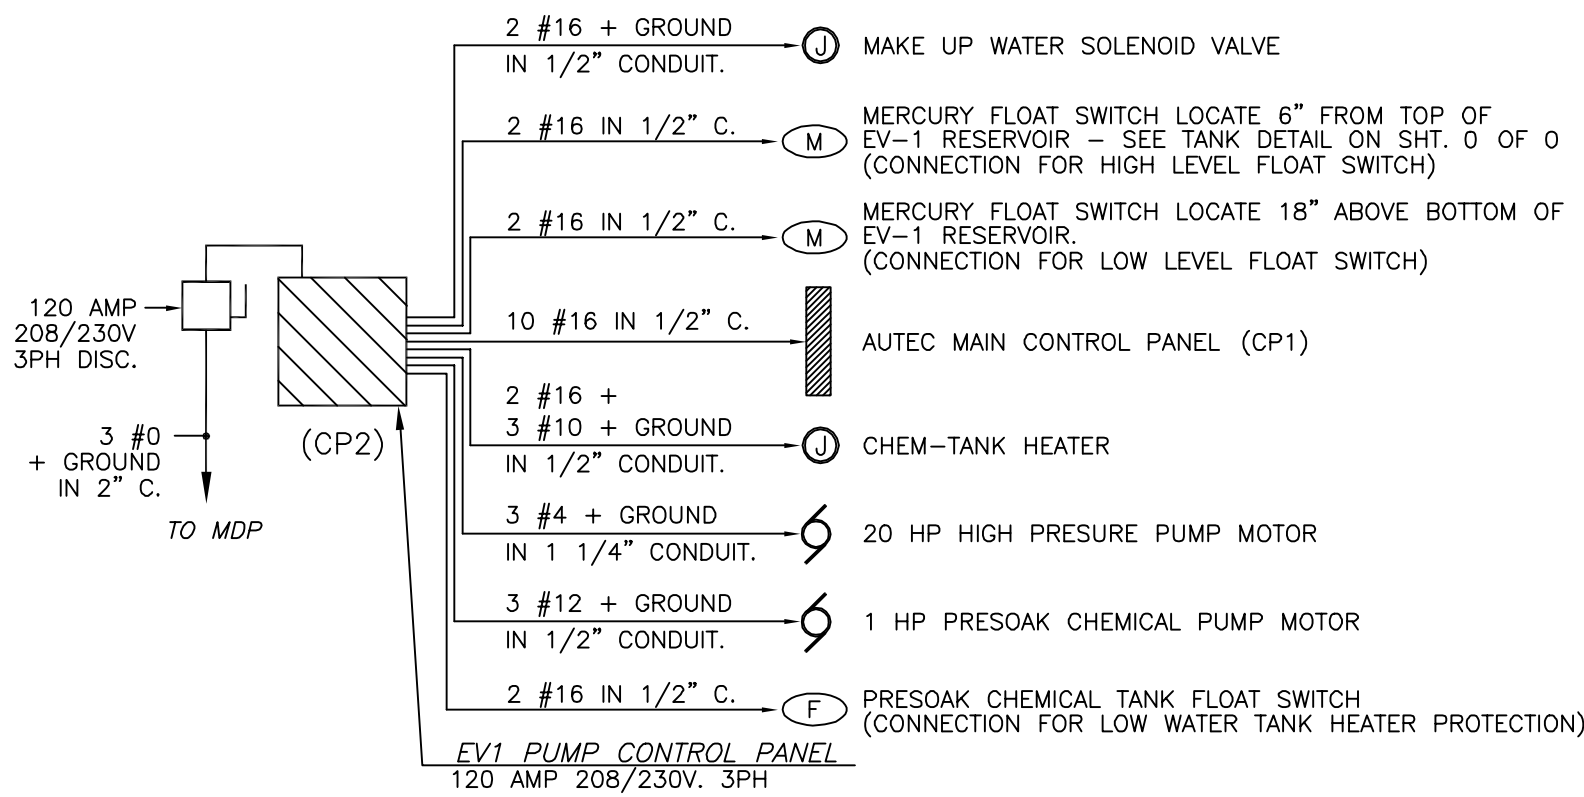 2 #16 + GROUND
IN 1/2” CONDUIT.
J
MAKE UP WATER SOLENOID VALVE
2 #16 IN 1/2” C.
M
MERCURY FLOAT SWITCH LOCATE 6” FROM TOP OF
EV–1 RESERVOIR – SEE TANK DETAIL ON SHT. 0 OF 0
(CONNECTION FOR HIGH LEVEL FLOAT SWITCH)
2 #16 IN 1/2” C.
M
MERCURY FLOAT SWITCH LOCATE 18” ABOVE BOTTOM OF
EV–1 RESERVOIR.
(CONNECTION FOR LOW LEVEL FLOAT SWITCH)
120 AMP
208/230V
3PH DISC.
10 #16 IN 1/2” C.
AUTEC MAIN CONTROL PANEL (CP1)
3 #0
+ GROUND
IN 2” C.
TO MDP
(CP2)
2 #16 +
3 #10 + GROUND
IN 1/2” CONDUIT.
J
CHEM–TANK HEATER
3 #4 + GROUND
IN 1 1/4” CONDUIT.
20 HP HIGH PRESURE PUMP MOTOR
3 #12 + GROUND
IN 1/2” CONDUIT.
1 HP PRESOAK CHEMICAL PUMP MOTOR
2 #16 IN 1/2” C.
F
PRESOAK CHEMICAL TANK FLOAT SWITCH
(CONNECTION FOR LOW WATER TANK HEATER PROTECTION)
EV1 PUMP CONTROL PANEL
120 AMP 208/230V. 3PH